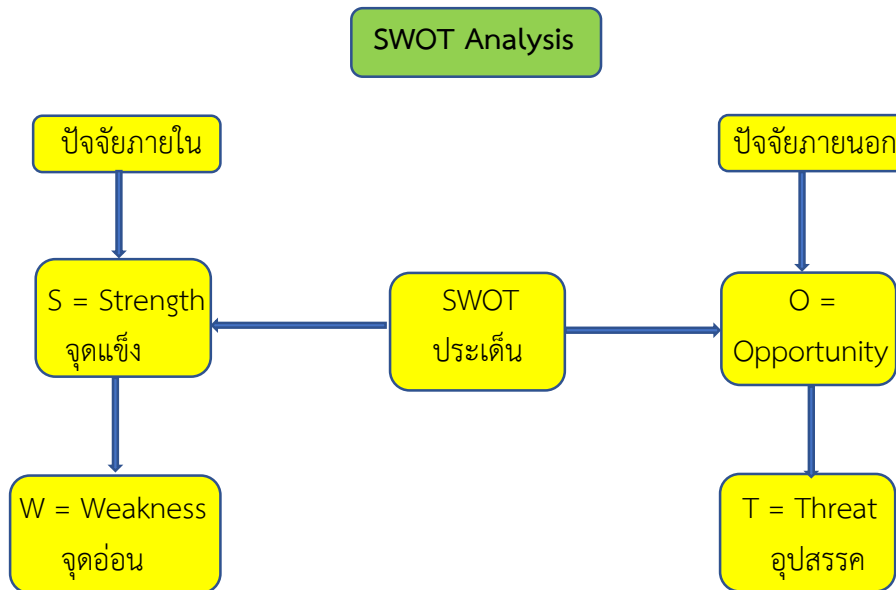 SWOT Analysis
ปัจจัยภายใน
ปัจจัยภายนอก
S = Strength
จุดแข็ง
SWOT
ประเด็น
O =
Opportunity
W = Weakness
จุดอ่อน
T = Threat
อุปสรรค